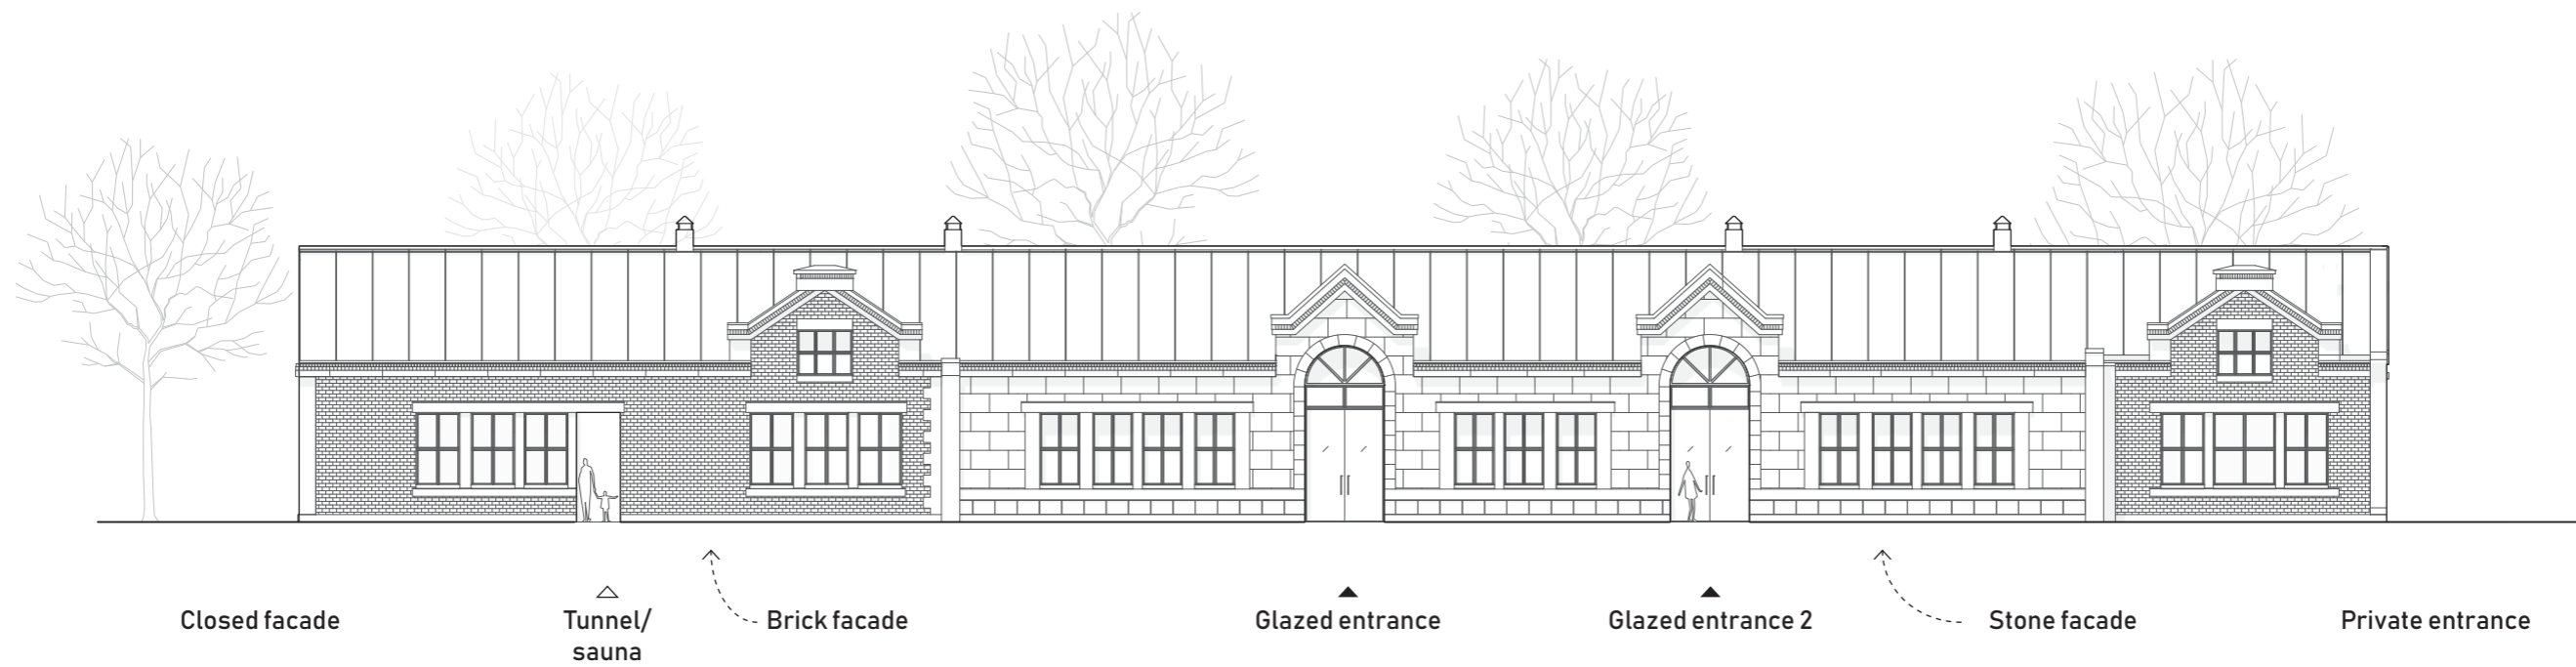 Closed facade
Tunnel/
sauna
Brick facade
Glazed entrance
Glazed entrance 2
Stone facade
Private entrance